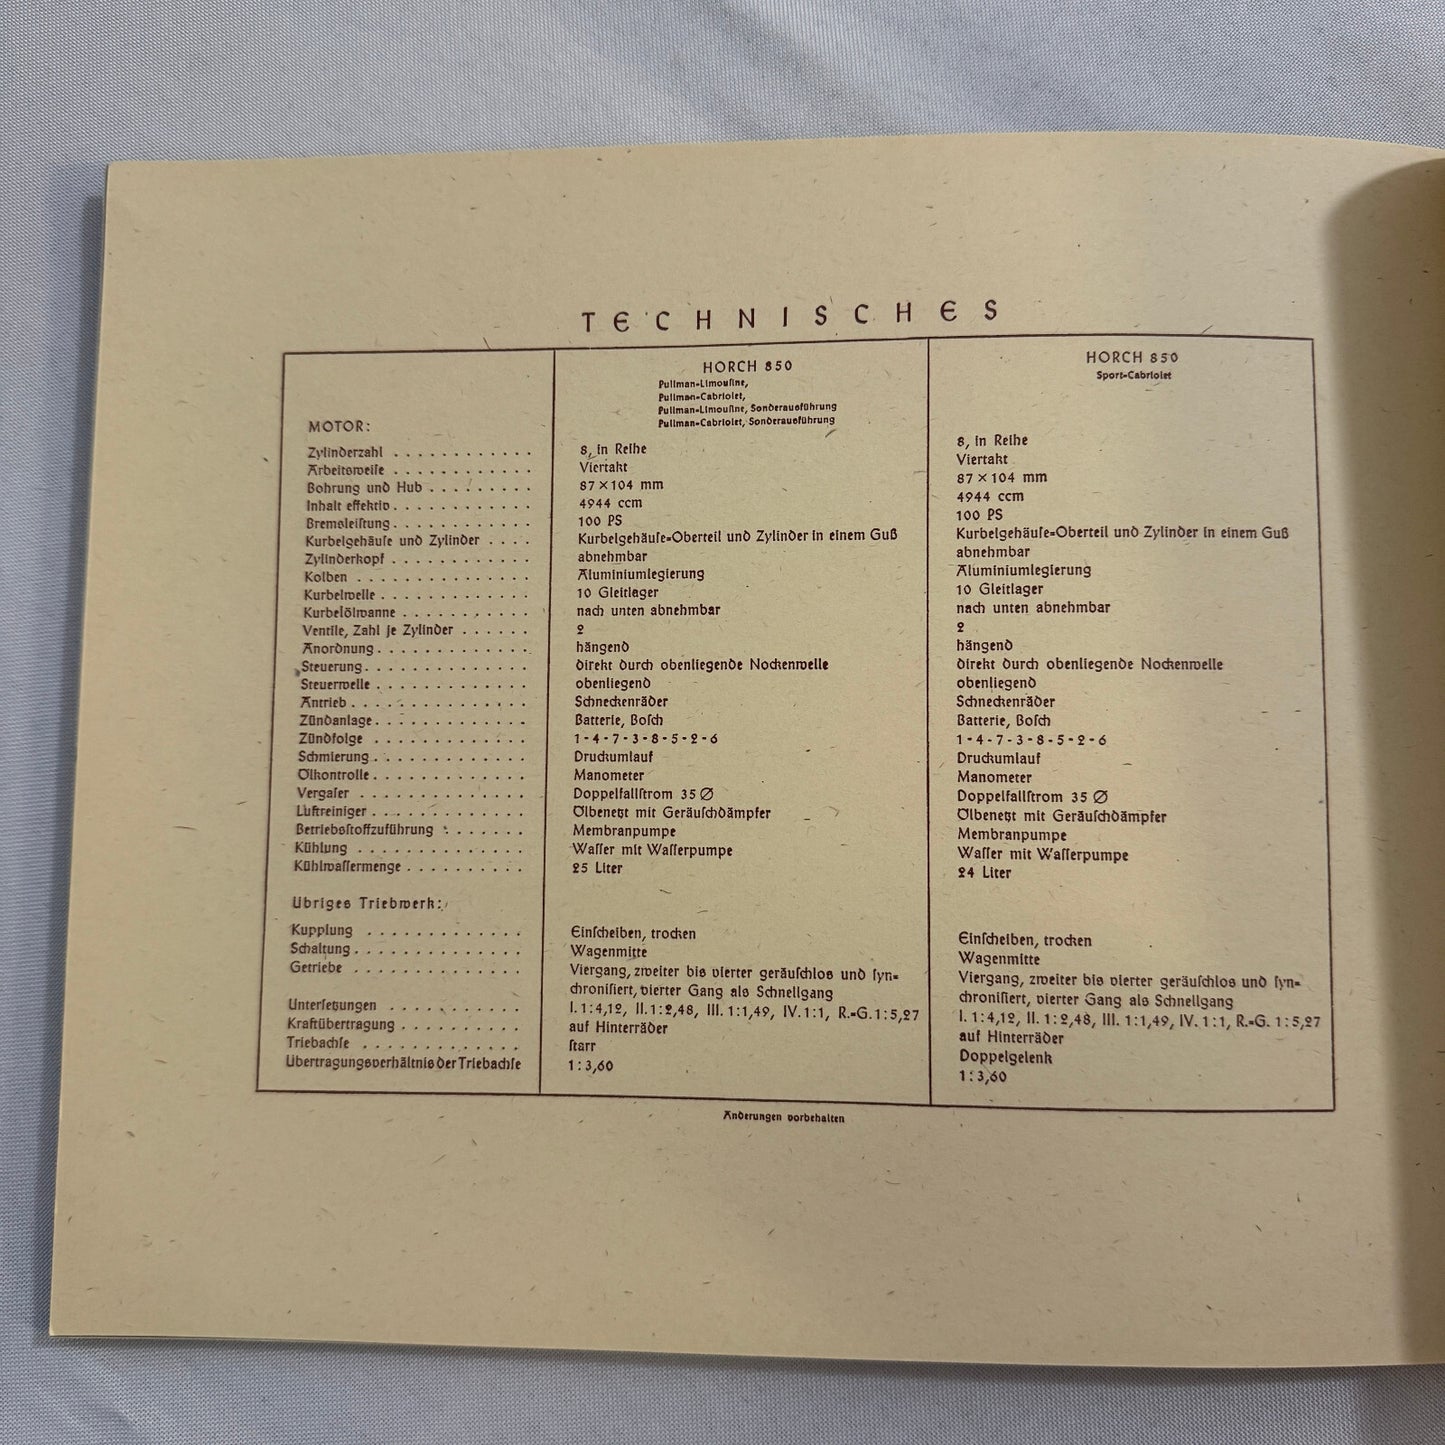 TECHNISCHES
HORCH 850
Pullman-Limouſine,
Pullman-Cabriolet,
Pullman-Limouſine, Sonderausführung
Pullman-Cabriolet, Sonderausführung
HORCH 850
Sport-Cabriolet
MOTOR:
Zylinderzahl . . . . . . . . . . . . 8, in Reihe 8, in Reihe
Arbeitsweiſe . . . . . . . . . . . . Viertakt Viertakt
Bohrung und Hub . . . . . . . . . 87 × 104 mm 87 × 104 mm
Inhalt effektiv . . . . . . . . . . . . 4944 ccm 4944 ccm
Bremsleiſtung . . . . . . . . . . . . 100 PS 100 PS
Kurbelgehäuſe und Zylinder . . . . Kurbelgehäuſe-Oberteil und Zylinder in einem Guß Kurbelgehäuſe-Oberteil und Zylinder in einem Guß
Zylinderkopf . . . . . . . . . . . . abnehmbar abnehmbar
Kolben . . . . . . . . . . . . . . . Aluminiumlegierung Aluminiumlegierung
Kurbelwelle . . . . . . . . . . . . . 10 Gleitlager 10 Gleitlager
Kurbelölwanne . . . . . . . . . . . nach unten abnehmbar nach unten abnehmbar
Ventile, Zahl je Zylinder . . . . . . 2 2
Anordnung . . . . . . . . . . . . . hängend hängend
Steuerung . . . . . . . . . . . . . . direkt durch obenliegende Nockenwelle direkt durch obenliegende Nockenwelle
Steuerwelle . . . . . . . . . . . . . obenliegend obenliegend
Antrieb . . . . . . . . . . . . . . . Schneckenräder Schneckenräder
Zündanlage . . . . . . . . . . . . . Batterie, Boſch Batterie, Boſch
Zündfolge . . . . . . . . . . . . . 1 - 4 - 7 - 3 - 8 - 5 - 2 - 6 1 - 4 - 7 - 3 - 8 - 5 - 2 - 6
Schmierung . . . . . . . . . . . . . Druckumlauf Druckumlauf
Ölkontrolle . . . . . . . . . . . . . Manometer Manometer
Vergaſer . . . . . . . . . . . . . . Doppelfallſtrom 35 Ø Doppelfallſtrom 35 Ø
Luftreiniger . . . . . . . . . . . . . Ölbenetzt mit Geräuſchdämpfer Ölbenetzt mit Geräuſchdämpfer
Betriebsſtoffzuführung . . . . . . . Membranpumpe Membranpumpe
Kühlung . . . . . . . . . . . . . . Waſſer mit Waſſerpumpe Waſſer mit Waſſerpumpe
Kühlwaſſermenge . . . . . . . . . . 25 Liter 24 Liter
Übriges Triebwerk:
Kupplung . . . . . . . . . . . . . Einſcheiben, trocken Einſcheiben, trocken
Schaltung . . . . . . . . . . . . . . Wagenmitte Wagenmitte
Getriebe . . . . . . . . . . . . . . Viergang, zweiter bis vierter geräuſchlos und ſyn- Viergang, zweiter bis vierter geräuſchlos und ſyn-
chroniſiert, vierter Gang als Schnellgang chroniſiert, vierter Gang als Schnellgang
Unterſetzungen . . . . . . . . . . . I. 1:4,12, II. 1:2,48, III. 1:1,49, IV. 1:1, R.-G. 1:5,27 I. 1:4,12, II. 1:2,48, III. 1:1,49, IV. 1:1, R.-G. 1:5,27
Kraftübertragung . . . . . . . . . . auf Hinterräder auf Hinterräder
Triebachſe . . . . . . . . . . . . . ſtarr Doppelgelenk
Übertragungsverhältnis der Triebachſe 1:3,60 1:3,60
Änderungen vorbehalten